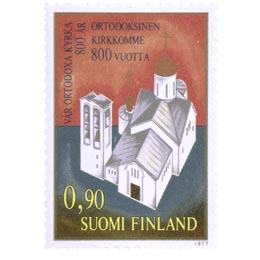 VÅR ORTODOXA KYRKA
800 ÅR
ORTODOKSINEN
KIRKKOMME
800 VUOTTA
0,90
SUOMI FINLAND
1977